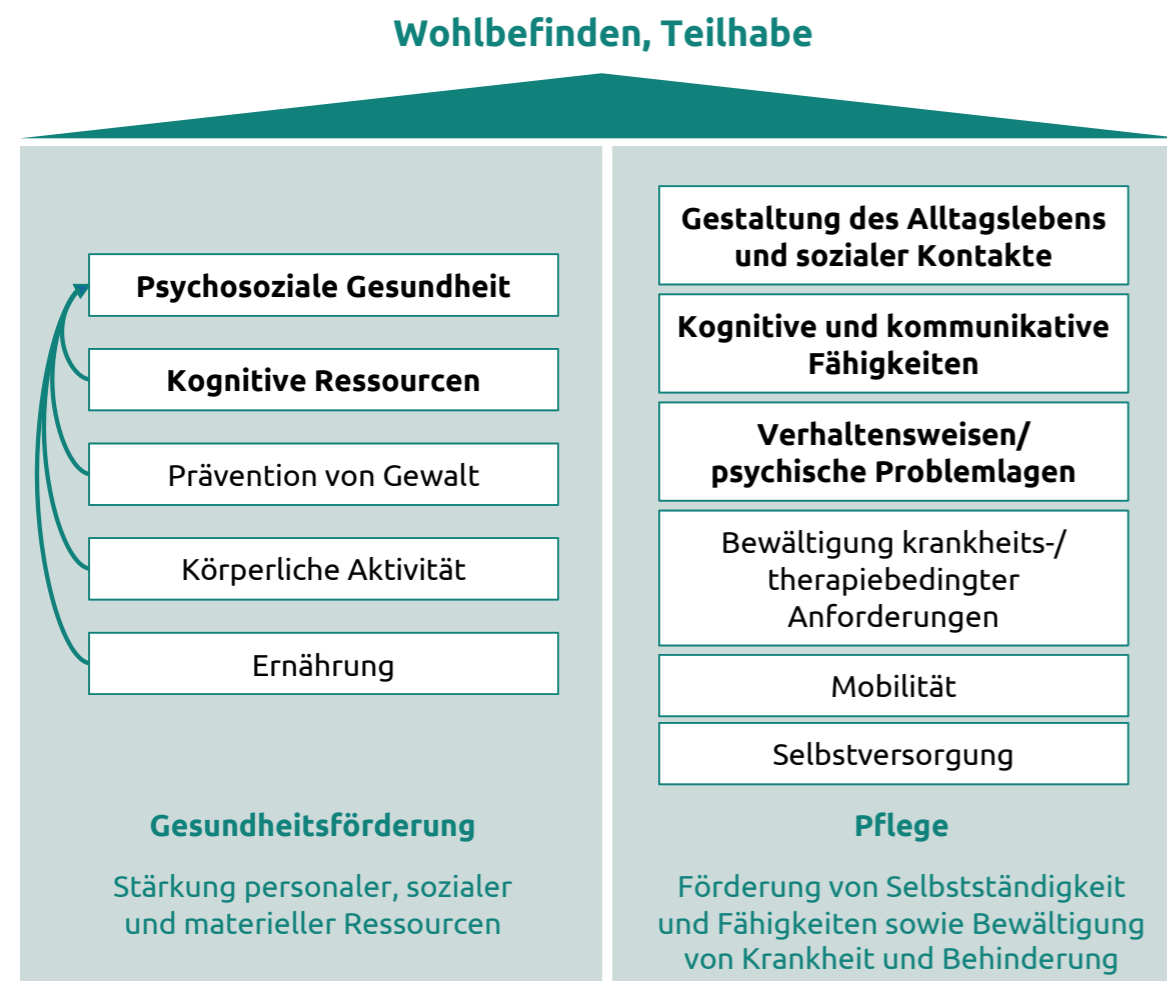 Wohlbefinden, Teilhabe
Psychosoziale Gesundheit
Kognitive Ressourcen
Prävention von Gewalt
Körperliche Aktivität
Ernährung
Gesundheitsförderung
Stärkung personaler, sozialer
und materieller Ressourcen
Gestaltung des Alltagslebens
und sozialer Kontakte
Kognitive und kommunikative
Fähigkeiten
Verhaltensweisen/
psychische Problemlagen
Bewältigung krankheits-/
therapiebedingter
Anforderungen
Mobilität
Selbstversorgung
Pflege
Förderung von Selbstständigkeit
und Fähigkeiten sowie Bewältigung
von Krankheit und Behinderung